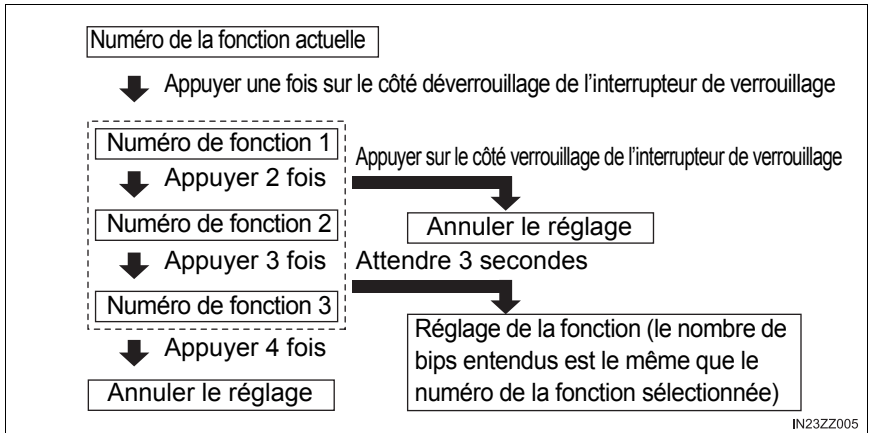 Numéro de la fonction actuelle
Appuyer une fois sur le côté déverrouillage de l'interrupteur de verrouillage
Numéro de fonction 1
Appuyer sur le côté verrouillage de l'interrupteur de verrouillage
Appuyer 2 fois
Numéro de fonction 2
Annuler le réglage
Appuyer 3 fois
Attendre 3 secondes
Numéro de fonction 3
Réglage de la fonction (le nombre de
bips entendus est le même que le
numéro de la fonction sélectionnée)
Appuyer 4 fois
Annuler le réglage
IN23ZZ005